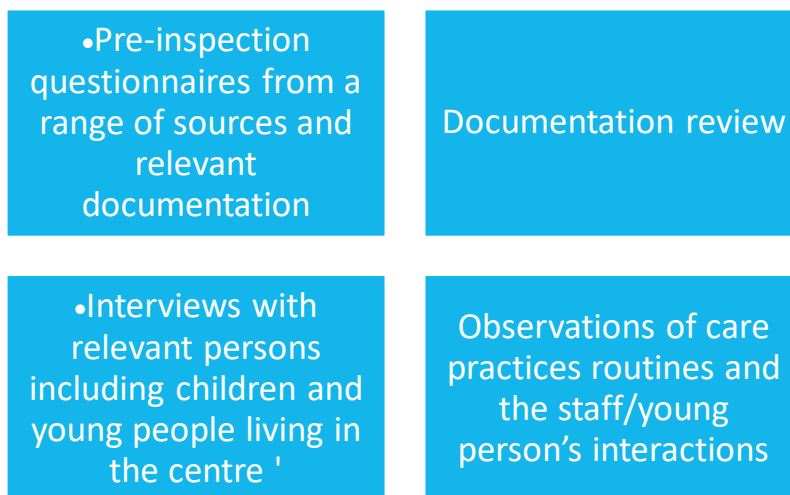 •Pre-inspection
questionnaires from a
range of sources and
relevant
documentation
Documentation review
•Interviews with
relevant persons
including children and
young people living in
the centre '
Observations of care
practices routines and
the staff/young
person’s interactions